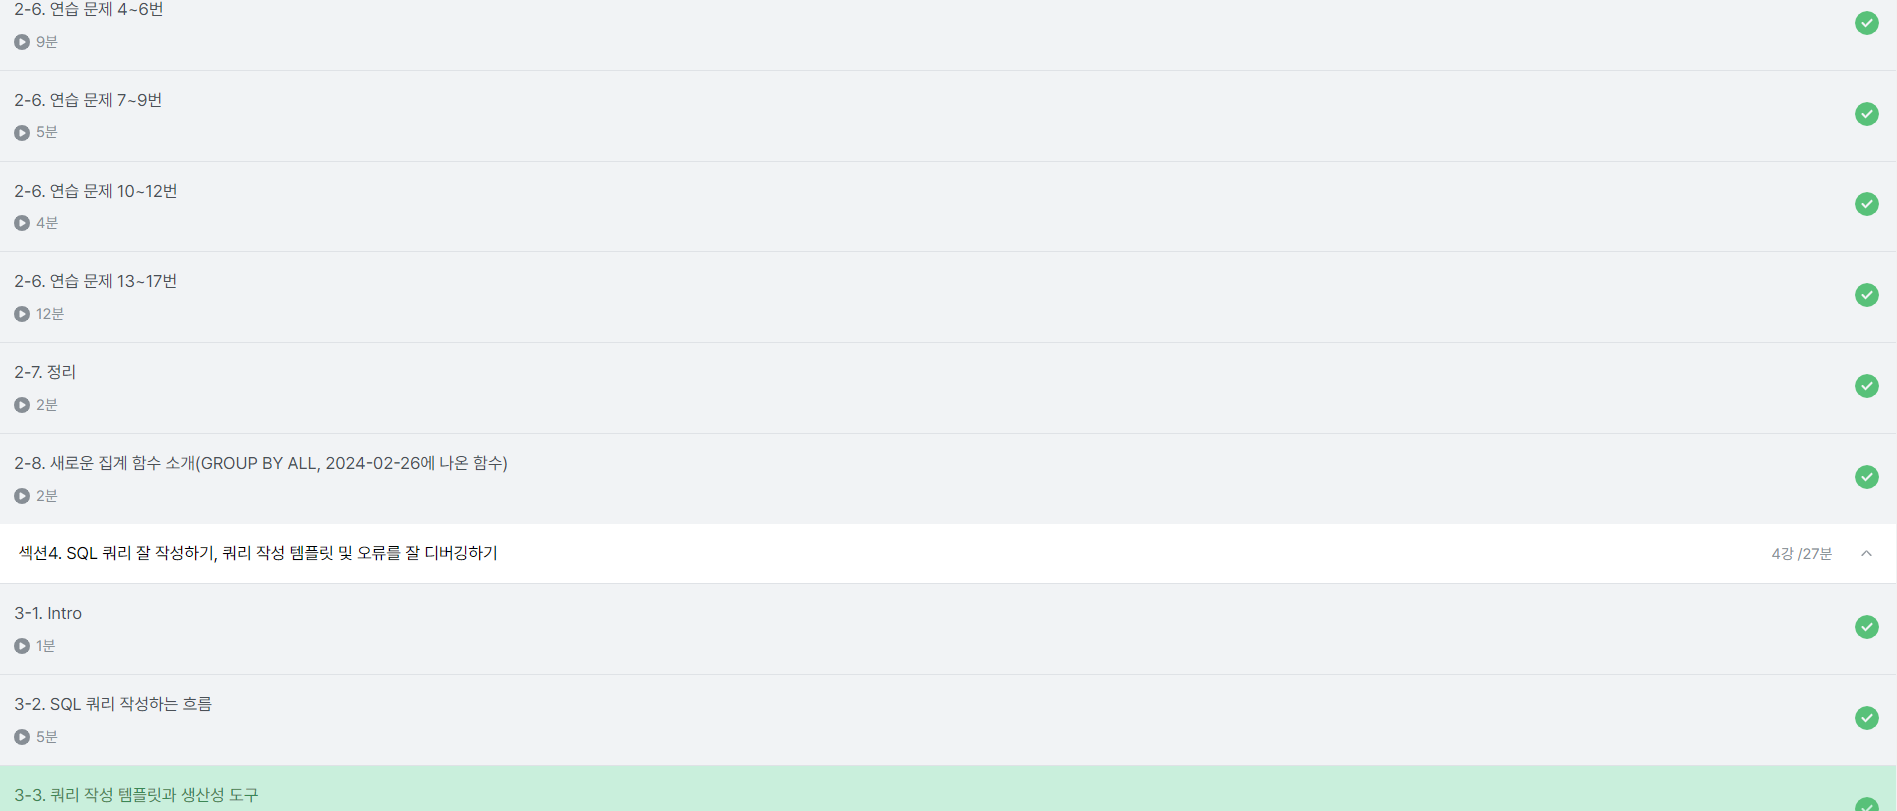 2-6. 연습 문제 4~6번
9분
2-6. 연습 문제 7~9번
5분
2-6. 연습 문제 10~12번
4분
2-6. 연습 문제 13~17번
12분
2-7. 정리
2분
2-8. 새로운 집계 함수 소개(GROUP BY ALL, 2024-02-26에 나온 함수)
2분
섹션4. SQL 쿼리 잘 작성하기, 쿼리 작성 템플릿 및 오류를 잘 디버깅하기
4강 /27분
3-1. Intro
1분
3-2. SQL 쿼리 작성하는 흐름
5분
3-3. 쿼리 작성 템플릿과 생산성 도구